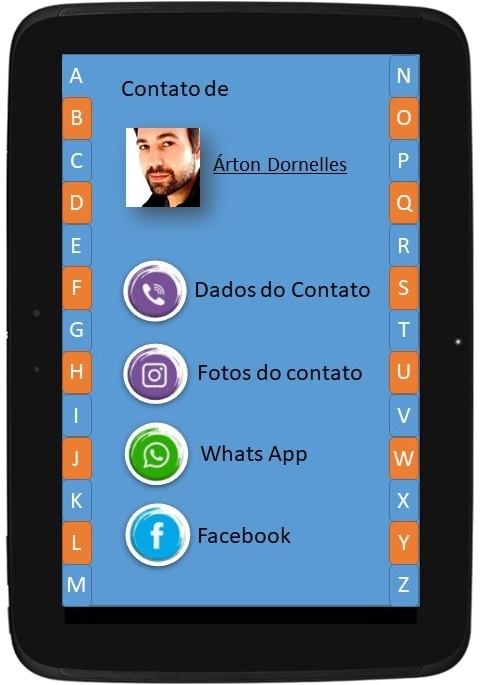 A
B
C
D
E
F
G
H
I
J
K
L
M
Contato de
Árton Dornelles
Dados do Contato
Fotos do contato
Whats App
Facebook
N
O
P
Q
R
S
T
U
V
W
X
Y
Z